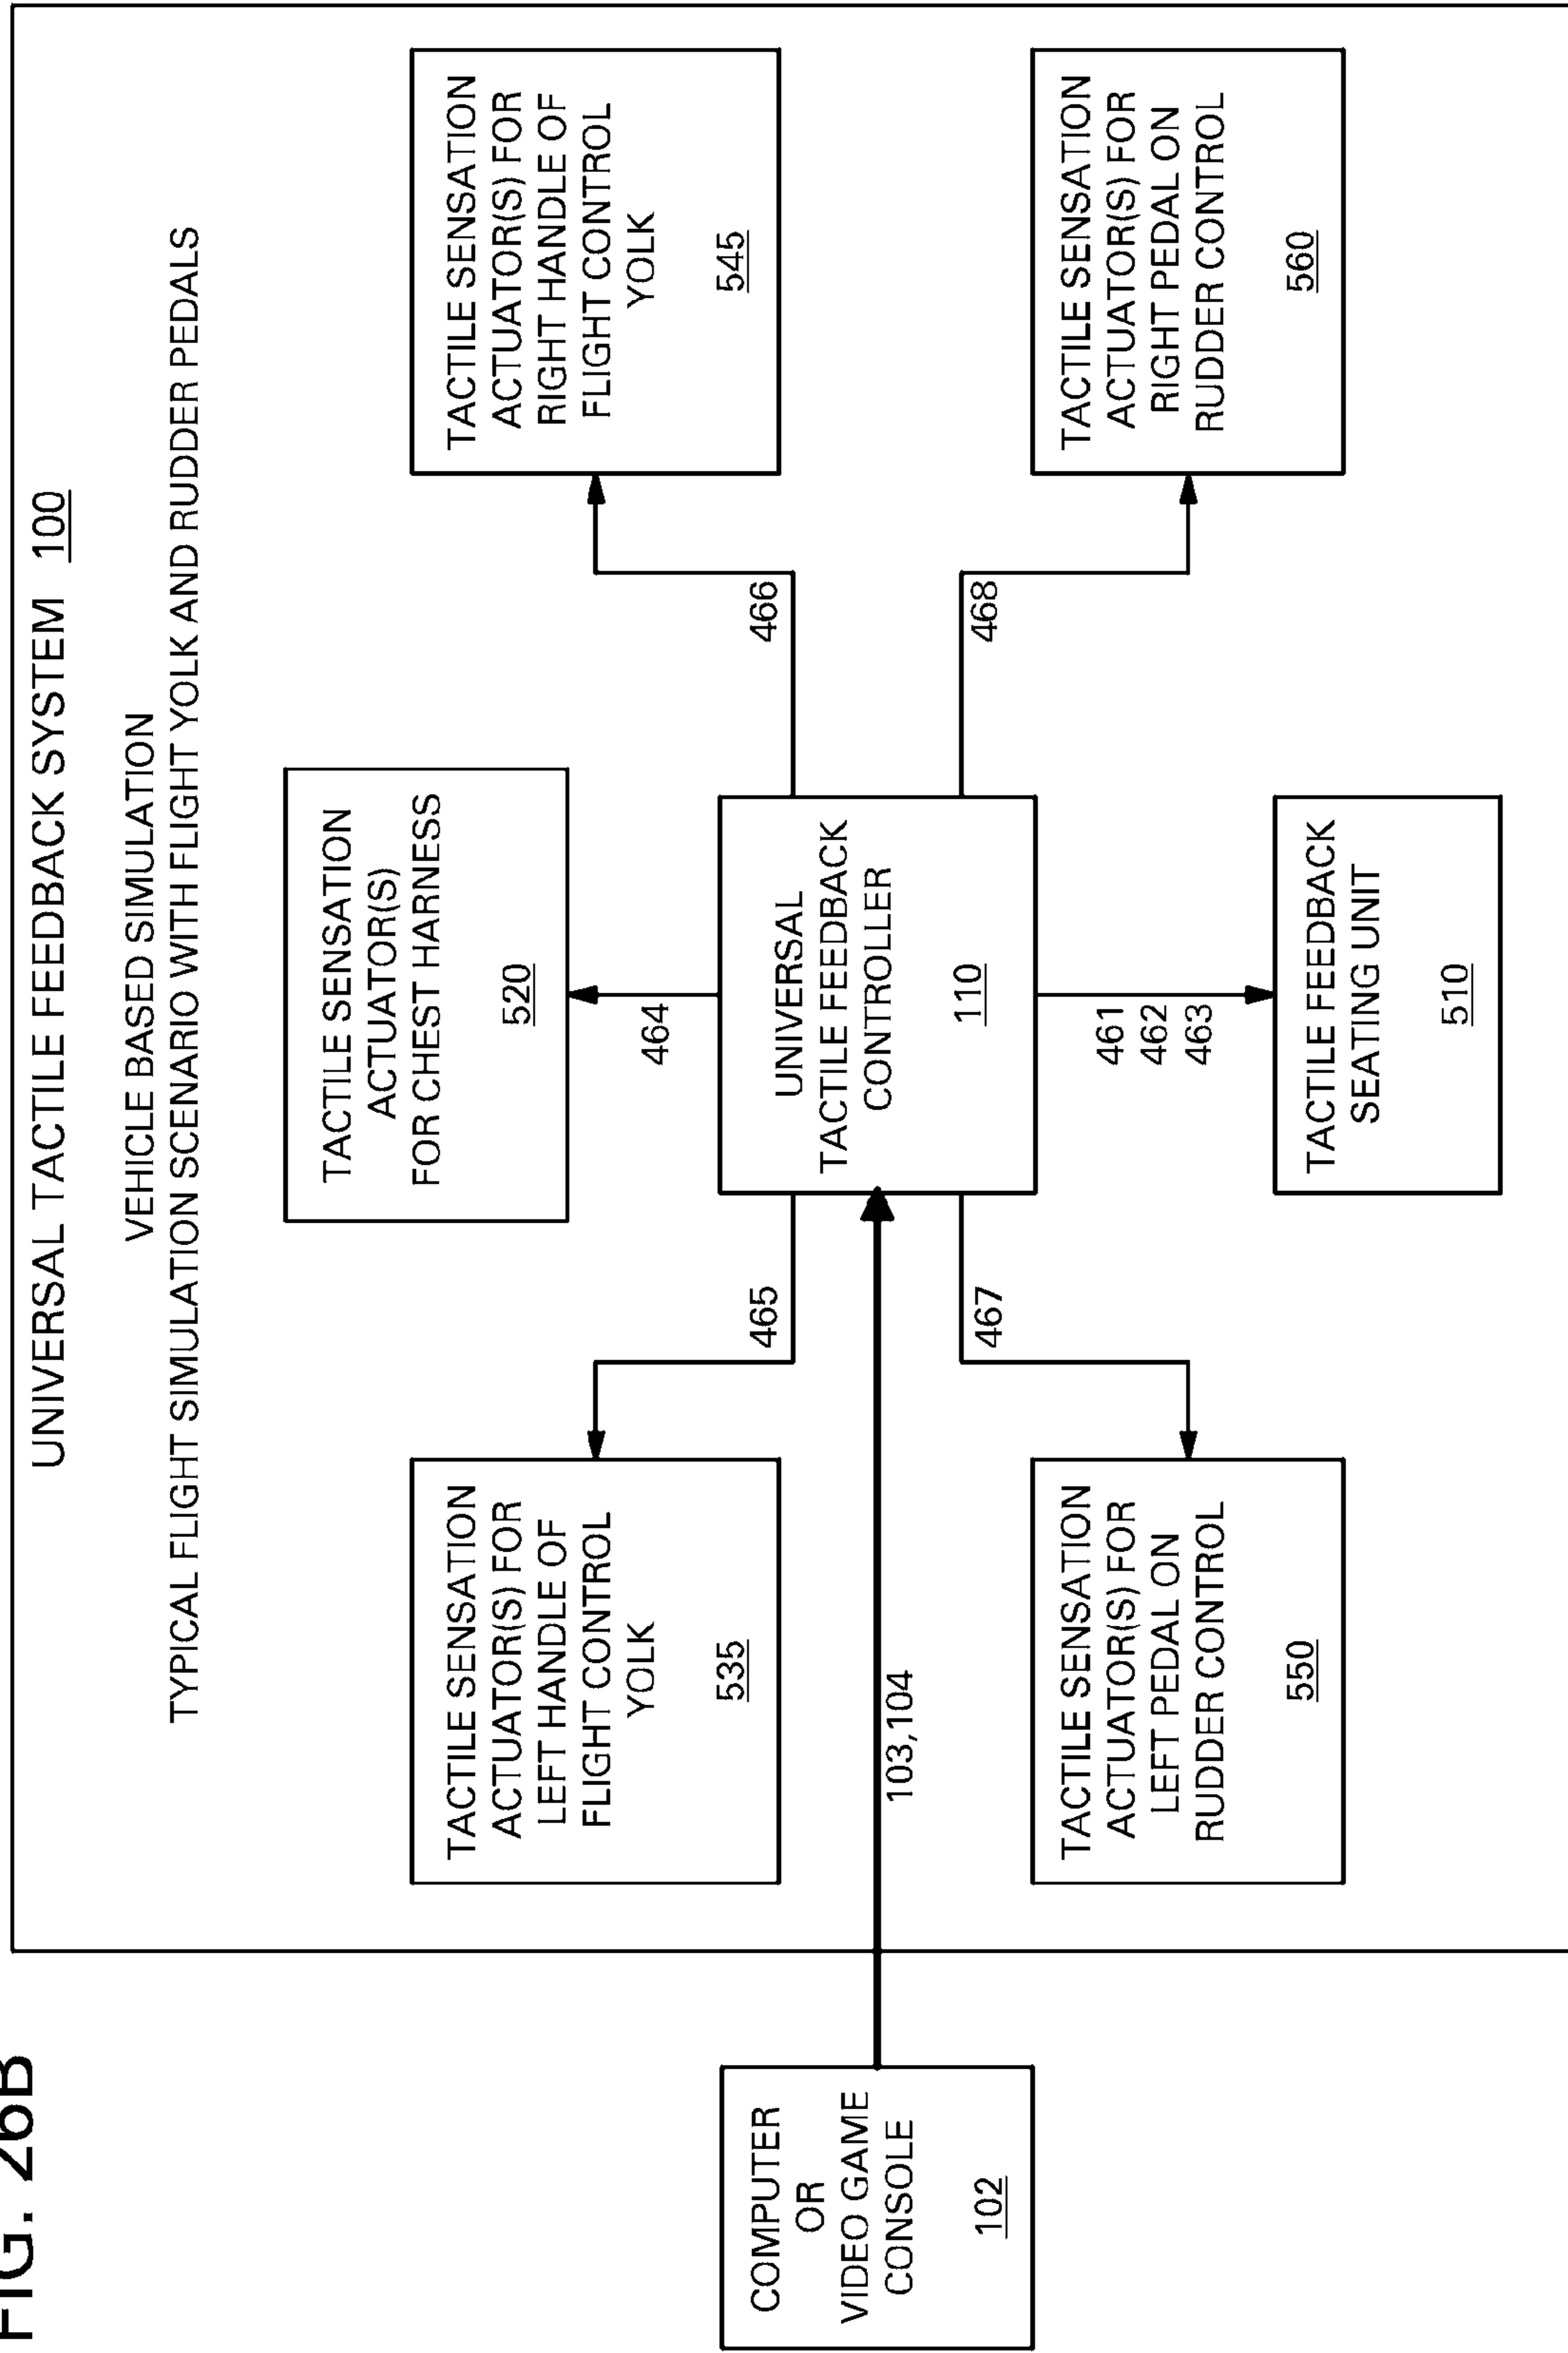 FIG. 26B
UNIVERSAL TACTILE FEEDBACK SYSTEM 100
VEHICLE BASED SIMULATION
TYPICAL FLIGHT SIMULATION SCENARIO WITH FLIGHT YOLK AND RUDDER PEDALS
COMPUTER
OR
VIDEO GAME
CONSOLE
102
103,104
TACTILE SENSATION
ACTUATOR(S) FOR
LEFT HANDLE OF
FLIGHT CONTROL
YOLK
535
465
TACTILE SENSATION
ACTUATOR(S)
FOR CHEST HARNESS
520
464
TACTILE SENSATION
ACTUATOR(S) FOR
RIGHT HANDLE OF
FLIGHT CONTROL
YOLK
545
466
UNIVERSAL
TACTILE FEEDBACK
CONTROLLER
110
TACTILE SENSATION
ACTUATOR(S) FOR
LEFT PEDAL ON
RUDDER CONTROL
550
467
461
462
463
TACTILE FEEDBACK
SEATING UNIT
510
468
TACTILE SENSATION
ACTUATOR(S) FOR
RIGHT PEDAL ON
RUDDER CONTROL
560